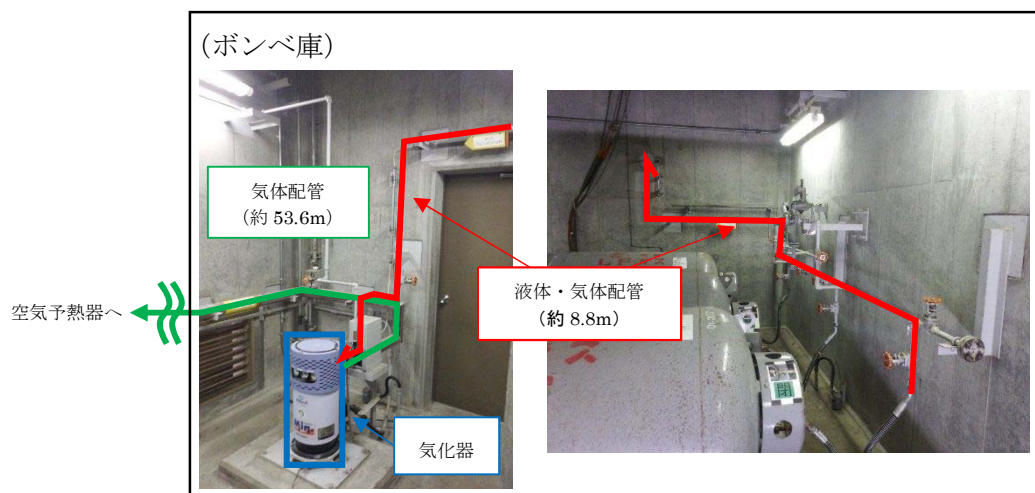 (ボンベ庫)
気体配管
(約 53.6m)
液体・気体配管
(約 8.8m)
空気予熱器へ
気化器